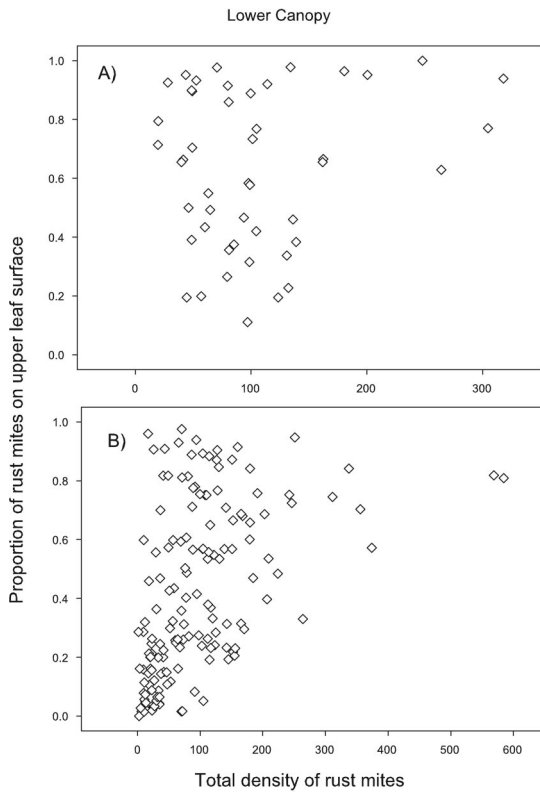 Lower Canopy
A)
1.0
0.8
0.6
0.4
0.2
0.0
0 100 200 300
B)
1.0
0.8
0.6
0.4
0.2
0.0
0 100 200 300 400 500 600
Proportion of rust mites on upper leaf surface
Total density of rust mites